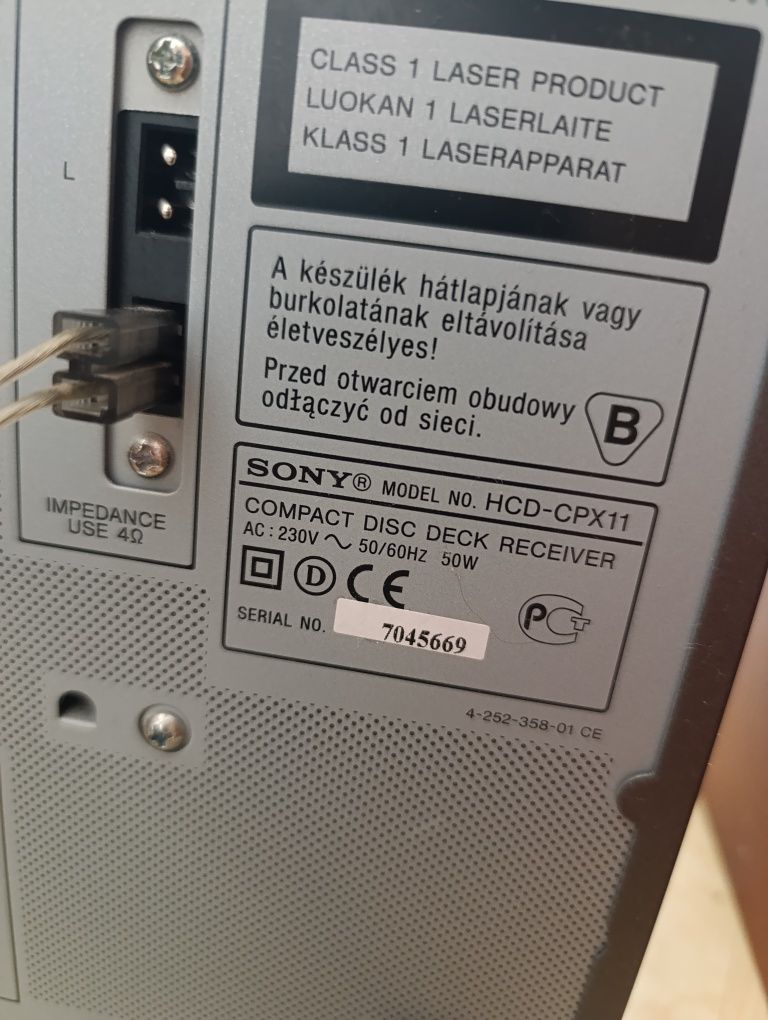 CLASS 1 LASER PRODUCT
LUOKAN 1 LASERLAITE
KLASS 1 LASERAPPARAT
L
A készülék hátlapjának vagy
burkolatának eltávolítása
életveszélyes!
Przed otwarciem obudowy
odłączyć od sieci.
B
IMPEDANCE
USE 4Ω
SONY® MODEL NO. HCD-CPX11
COMPACT DISC DECK RECEIVER
AC : 230V ~ 50/60HZ 50W
D CE
PCT
SERIAL NO. 7045669
4-252-358-01 CE